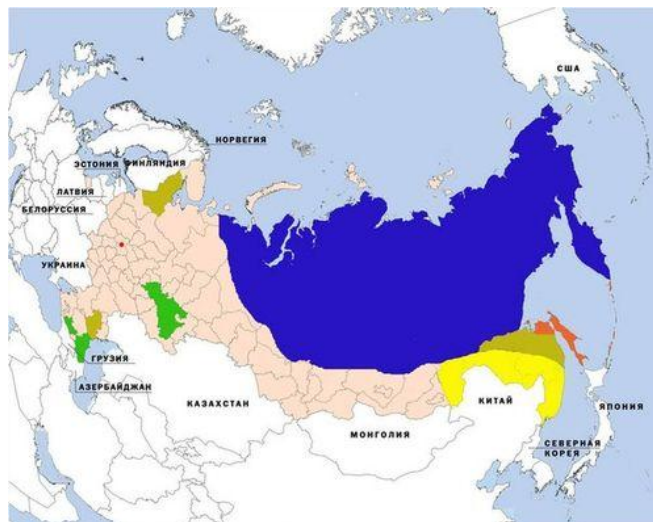 США
НОРВЕГИЯ
ЭСТОНИЯ
ФИНЛЯНДИЯ
ЛАТВИЯ
БЕЛОРУССИЯ
УКРАИНА
ГРУЗИЯ
АЗЕРБАЙДЖАН
КАЗАХСТАН
КИТАЙ
ЯПОНИЯ
МОНГОЛИЯ
СЕВЕРНАЯ
КОРЕЯ